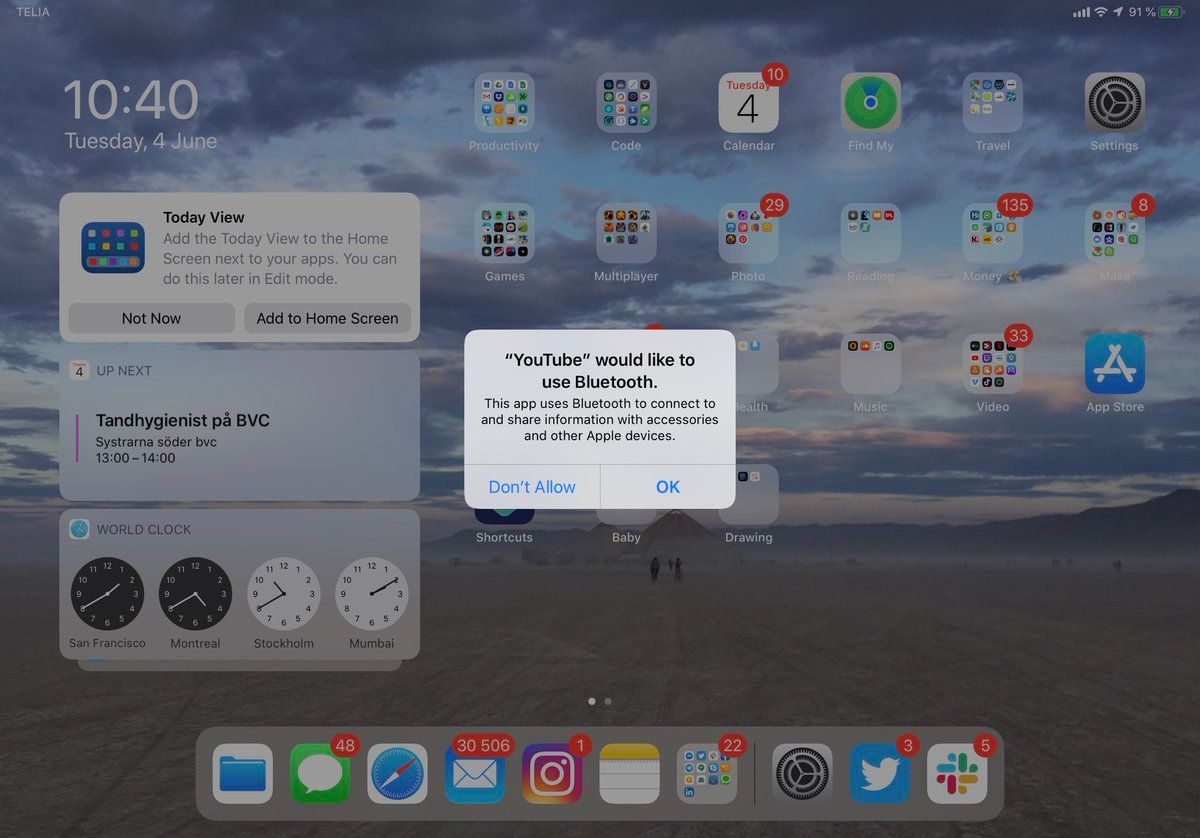 TELIA
91 %
10:40
Tuesday, 4 June
Today View
Add the Today View to the Home
Screen next to your apps. You can
do this later in Edit mode.
Not Now
Add to Home Screen
4
UP NEXT
Tandhygienist på BVC
Systrarna söder bvc
13:00 – 14:00
WORLD CLOCK
San Francisco
Montreal
Stockholm
Mumbai
Productivity
Code
10
Tuesday
4
Calendar
Find My
Travel
Settings
Games
Multiplayer
29
Photo
Reading
135
Money
8
Make
“YouTube” would like to
use Bluetooth.
This app uses Bluetooth to connect to
and share information with accessories
and other Apple devices.
Don’t Allow
OK
ealth
Music
33
Video
App Store
Shortcuts
Baby
Drawing
48
30 506
1
22
3
5